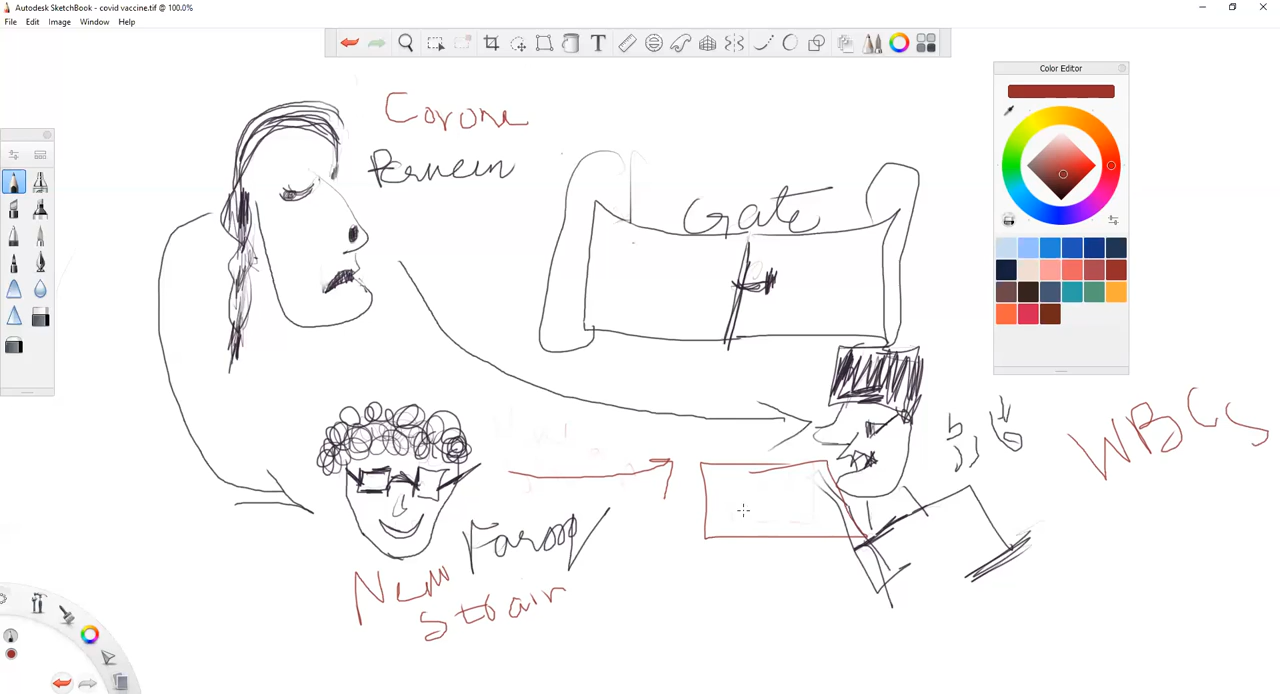 Autodesk SketchBook - covid vaccine.tif @ 100.0%
File Edit Image Window Help
T
Color Editor
Corona
Perween
Gate
WBCS
Farooq
New
Strain